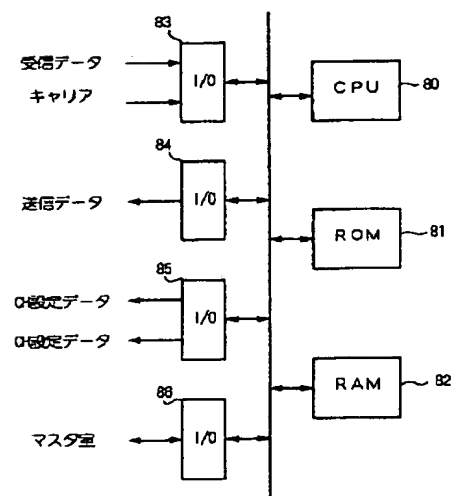 83
受信データ
キャリア
I/O
CPU
80
84
送信データ
I/O
ROM
81
85
CH設定データ
CH設定データ
I/O
RAM
82
86
マスタ室
I/O